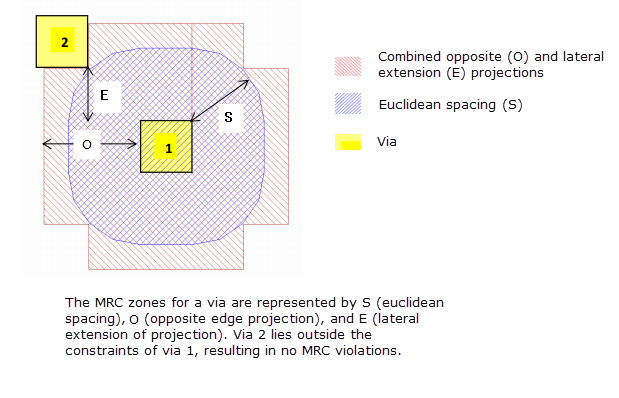 2
E
S
O
1
Combined opposite (O) and lateral
extension (E) projections
Euclidean spacing (S)
Via
The MRC zones for a via are represented by S (euclidean
spacing), O (opposite edge projection), and E (lateral
extension of projection). Via 2 lies outside the
constraints of via 1, resulting in no MRC violations.